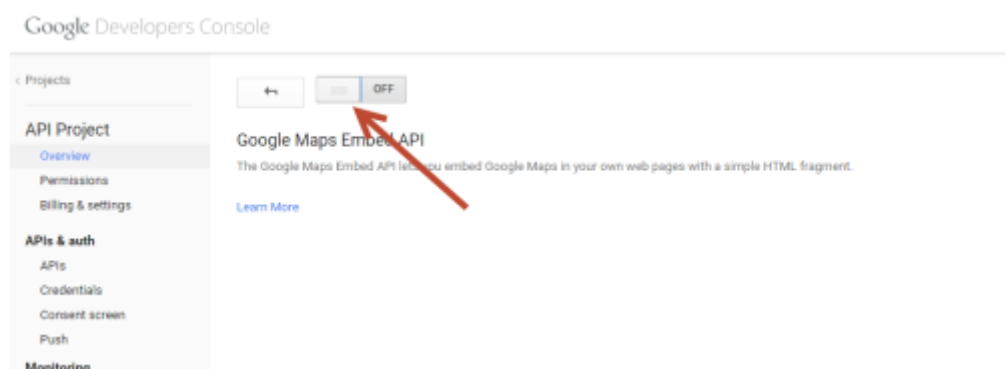 Google Developers Console
< Projects
OFF
API Project
Google Maps Embed API
Overview
The Google Maps Embed API lets you embed Google Maps in your own web pages with a simple HTML fragment.
Permissions
Billing & settings
Learn More
APIs & auth
APIs
Credentials
Consent screen
Push
Monitoring